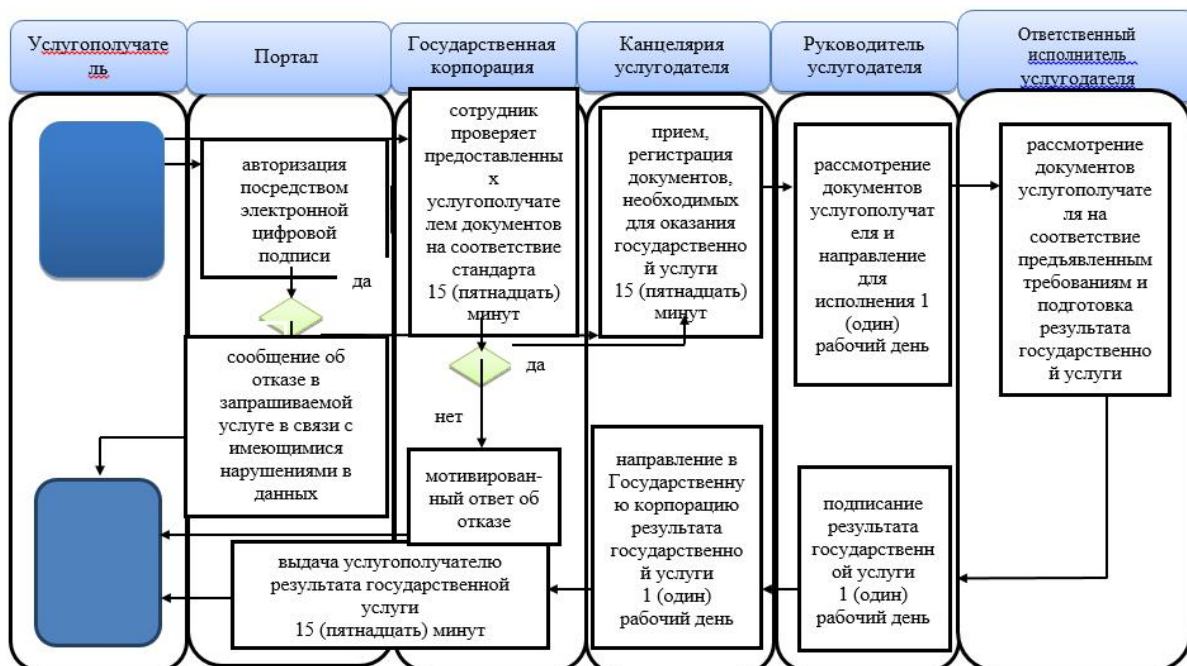 Услугополучате
ль
Портал
Государственная
корпорация
Канцелярия
услугодателя
Руководитель
услугодателя
Ответственный
исполнитель
услугодателя
авторизация
посредством
электронной
цифровой
подписи
да
сотрудник
проверяет
предоставленны
х
услугополучате
лем документов
на соответствие
стандарта
15 (пятнадцать)
минут
да
нет
прием,
регистрация
документов,
необходимых
для оказания
государственно
й услуги
15 (пятнадцать)
минут
рассмотрение
документов
услугополучат
еля и
направление
для
исполнения 1
(один)
рабочий день
рассмотрение
документов
услугополучате
ля на
соответствие
предъявленным
требованиям и
подготовка
результата
государственно
й услуги
сообщение об
отказе в
запрашиваемой
услуге в связи с
имеющимися
нарушениями в
данных
мотивирован-
ный ответ об
отказе
направление в
Государственну
ю корпорацию
результата
государственно
й услуги
1 (один)
рабочий день
подписание
результата
государственн
ой услуги
1 (один)
рабочий день
выдача услугополучателю
результата государственной
услуги
15 (пятнадцать) минут